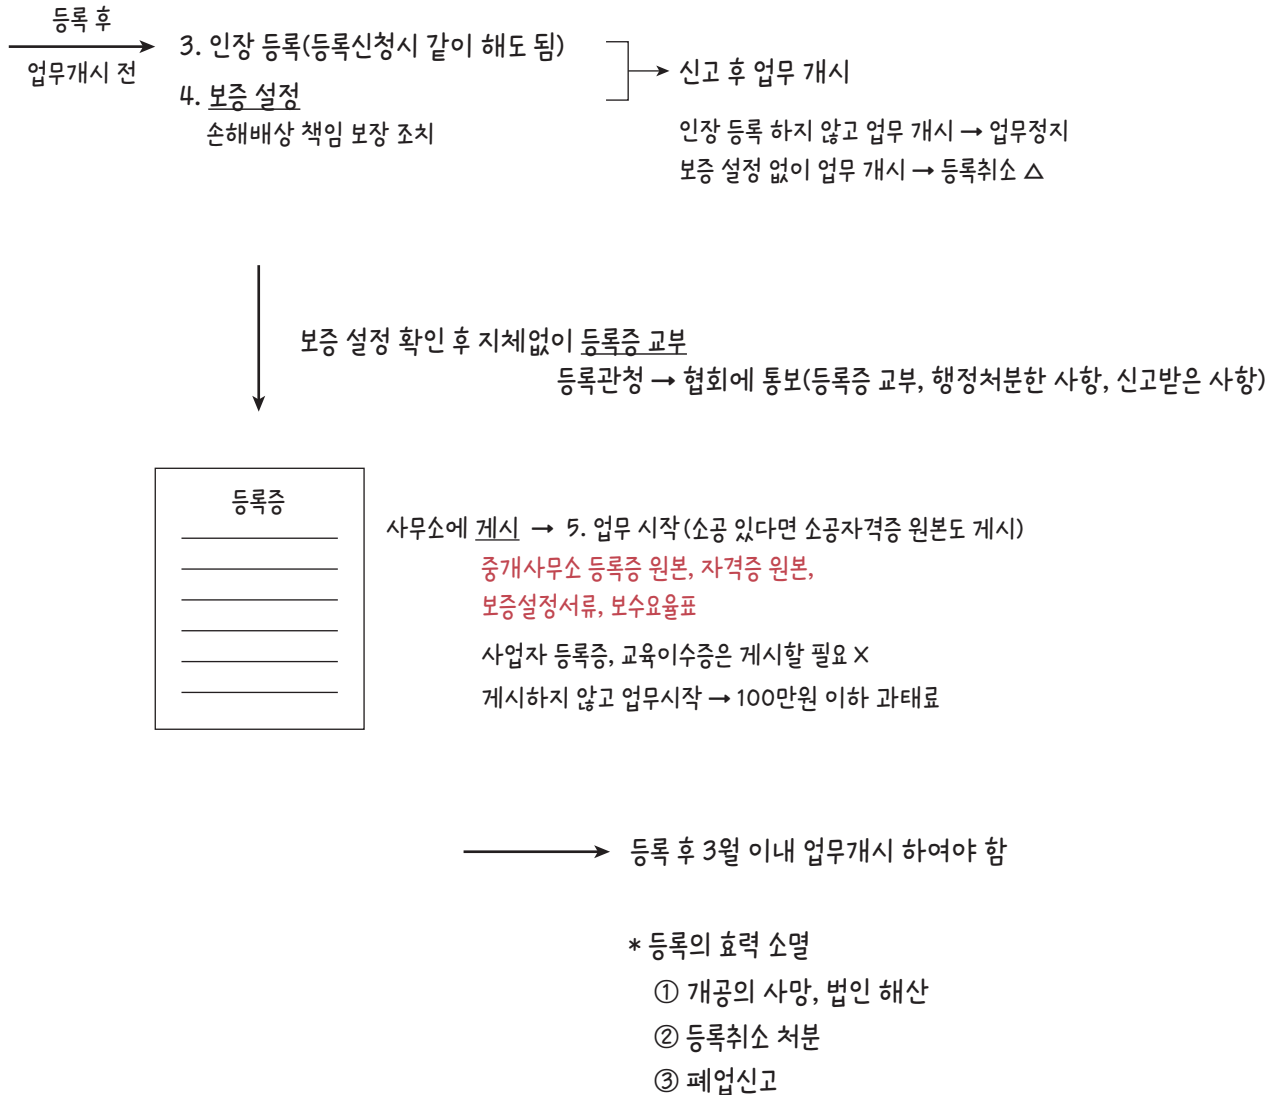 등록 후
업무개시 전
3. 인장 등록(등록신청시 같이 해도 됨)
4. 보증 설정
손해배상 책임 보장 조치
신고 후 업무 개시
인장 등록 하지 않고 업무 개시 → 업무정지
보증 설정 없이 업무 개시 → 등록취소 △
보증 설정 확인 후 지체없이 등록증 교부
등록관청 → 협회에 통보(등록증 교부, 행정처분한 사항, 신고받은 사항)
등록증
사무소에 게시 → 5. 업무 시작(소공 있다면 소공자격증 원본도 게시)
중개사무소 등록증 원본, 자격증 원본,
보증설정서류, 보수요율표
사업자 등록증, 교육이수증은 게시할 필요 X
게시하지 않고 업무시작 → 100만원 이하 과태료
등록 후 3월 이내 업무개시 하여야 함
* 등록의 효력 소멸
① 개공의 사망, 법인 해산
② 등록취소 처분
③ 폐업신고